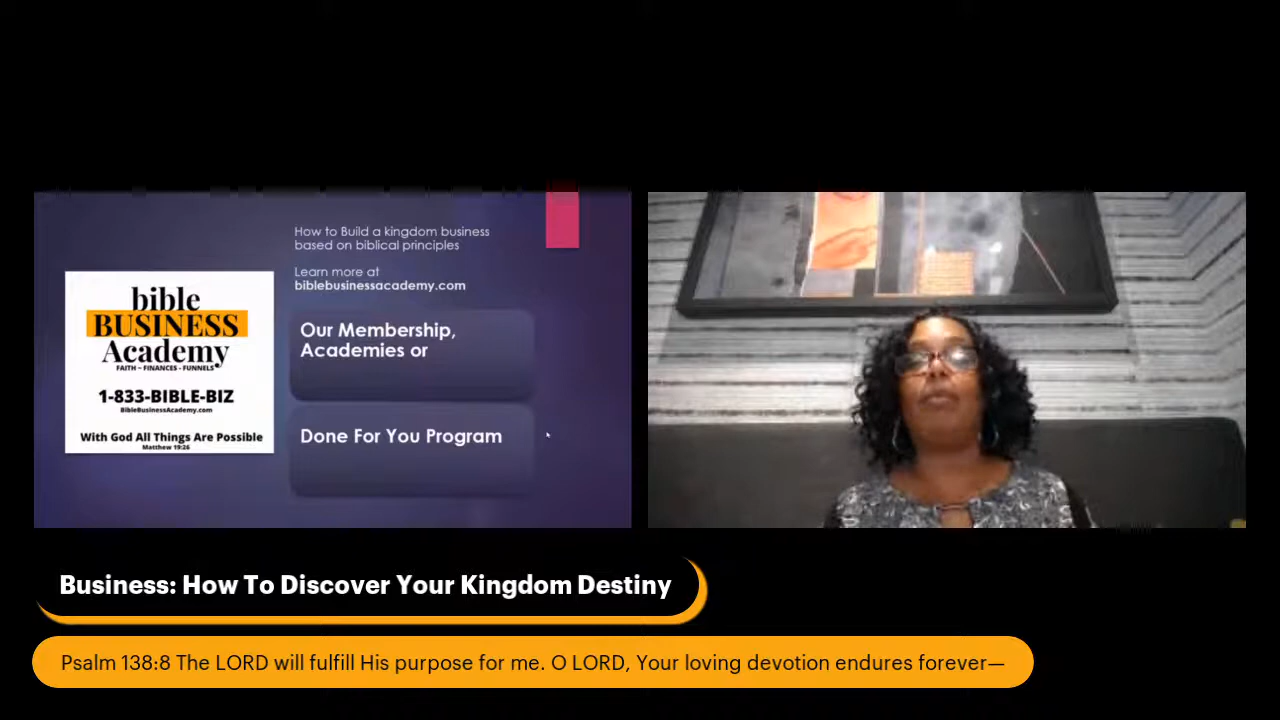 How to Build a kingdom business
based on biblical principles
Learn more at
biblebusinessacademy.com
bible
BUSINESS
Academy
FAITH - FINANCES - FUNNELS
1-833-BIBLE-BIZ
BibleBusinessAcademy.com
With God All Things Are Possible
Matthew 19:26
Our Membership,
Academies or
Done For You Program
Business: How To Discover Your Kingdom Destiny
Psalm 138:8 The LORD will fulfill His purpose for me. O LORD, Your loving devotion endures forever—